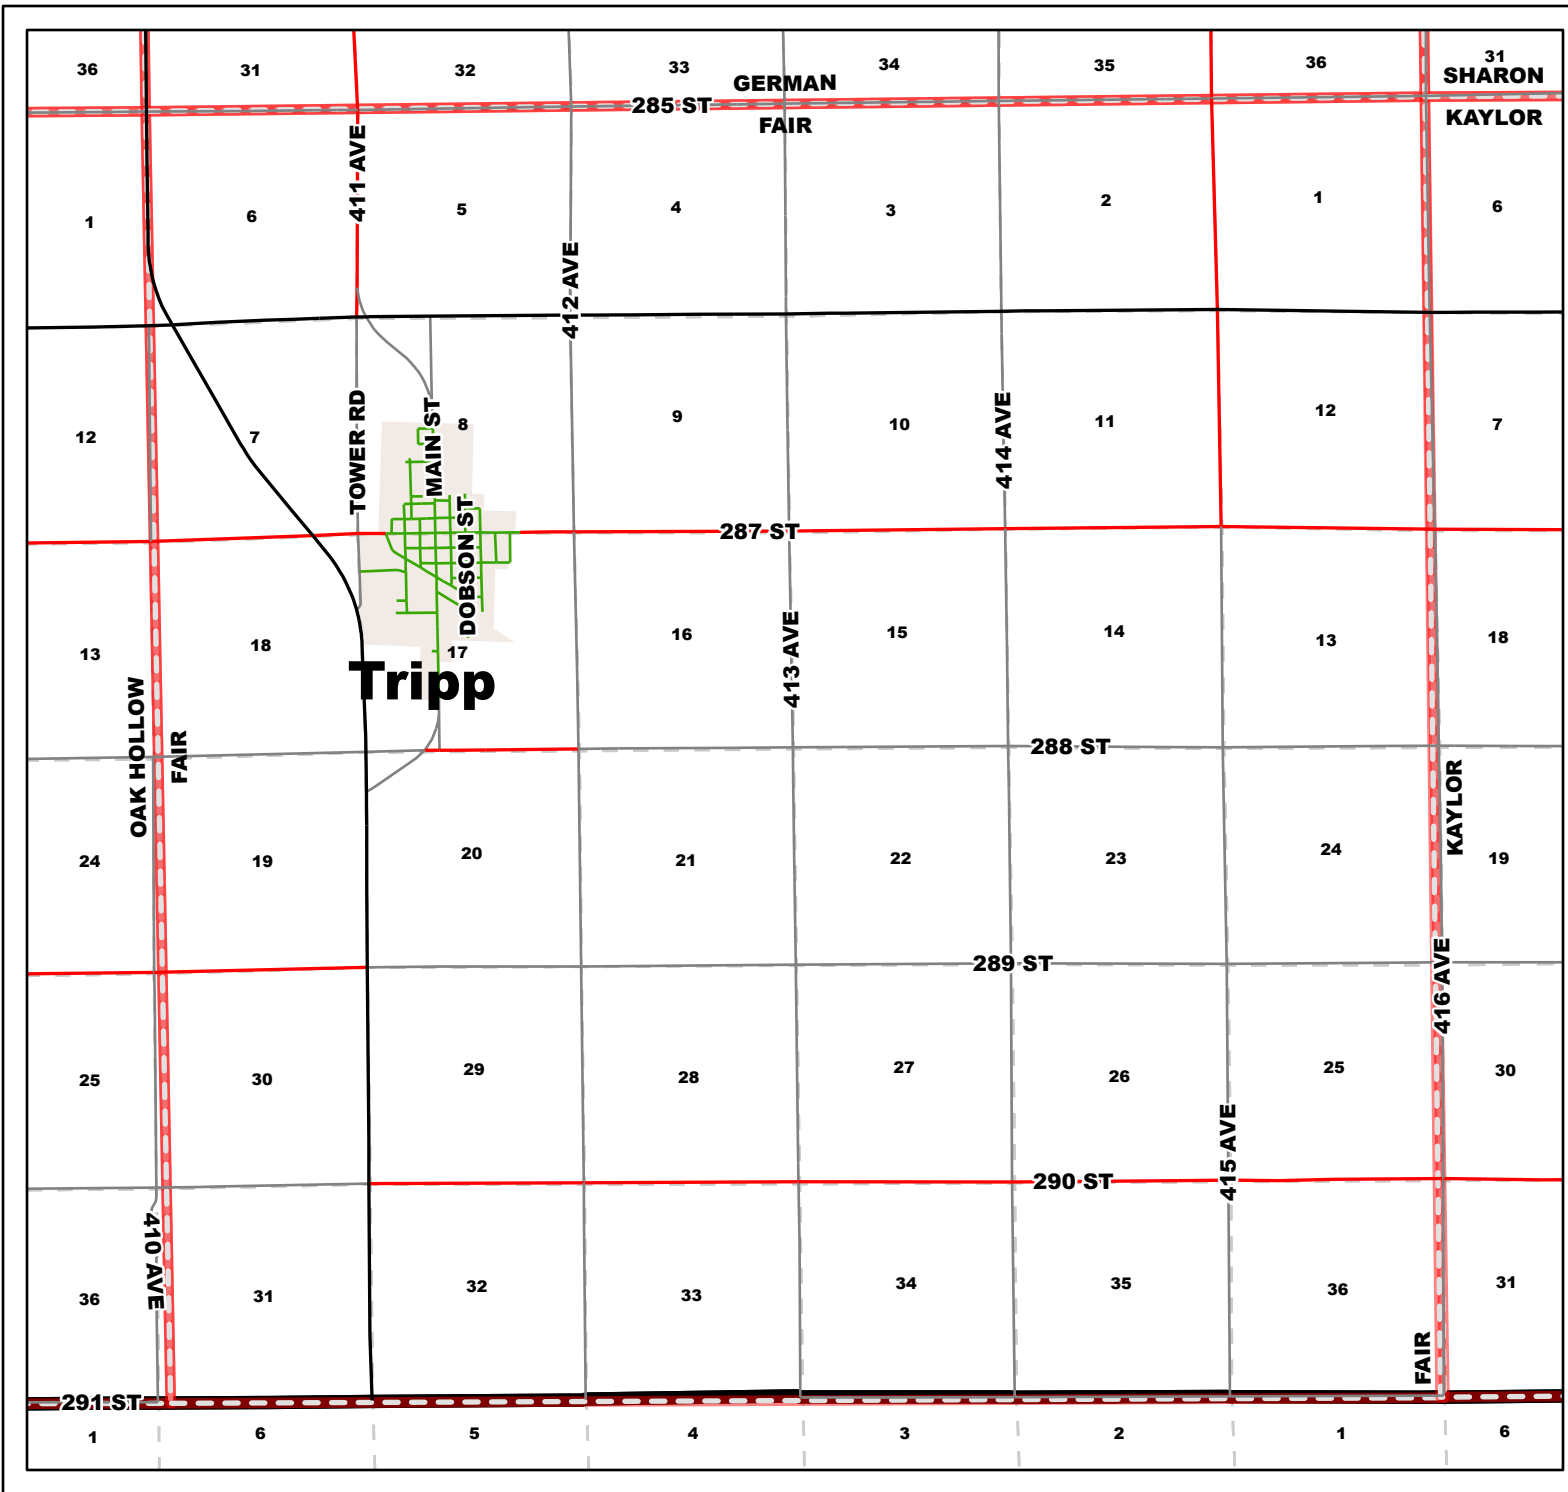 36 31 32 33 34 35 36 31
GERMAN SHARON
285 ST
FAIR KAYLOR
411 AVE
1 6 5 4 3 2 1 6
412 AVE
12 7 8 9 10 11 12 7
TOWER RD
MAIN ST
414 AVE
DOBSON ST
287 ST
13 18 17 16 15 14 13 18
Tripp
413 AVE
OAK HOLLOW
FAIR
288 ST
KAYLOR
24 19 20 21 22 23 24 19
289 ST
416 AVE
25 30 29 28 27 26 25 30
415 AVE
290 ST
410 AVE
36 31 32 33 34 35 36 31
FAIR
291 ST
1 6 5 4 3 2 1 6